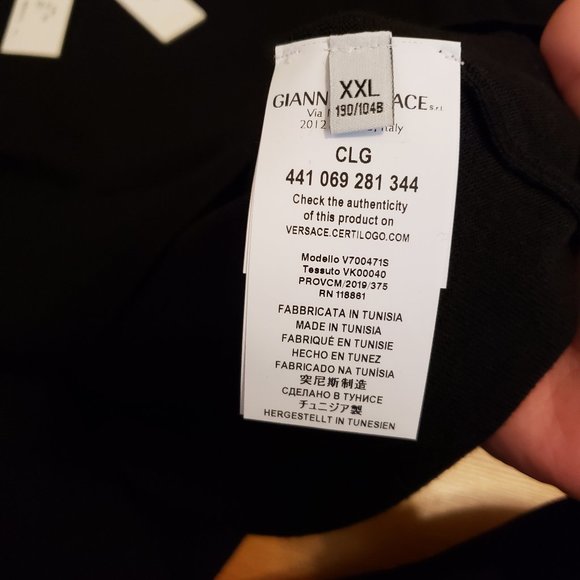 XXL
190/104B
GIANN ACE S.r.l.
Via
2012 Italy
CLG
441 069 281 344
Check the authenticity
of this product on
VERSACE.CERTILOGO.COM
Modello V700471S
Tessuto VK00040
PROVCM/2019/375
RN 118861
FABBRICATA IN TUNISIA
MADE IN TUNISIA
FABRIQUÉ EN TUNISIE
HECHO EN TUNEZ
FABRICADO NA TUNÍSIA
突尼斯制造
СДЕЛАНО В ТУНИСЕ
チュニジア製
HERGESTELLT IN TUNESIEN